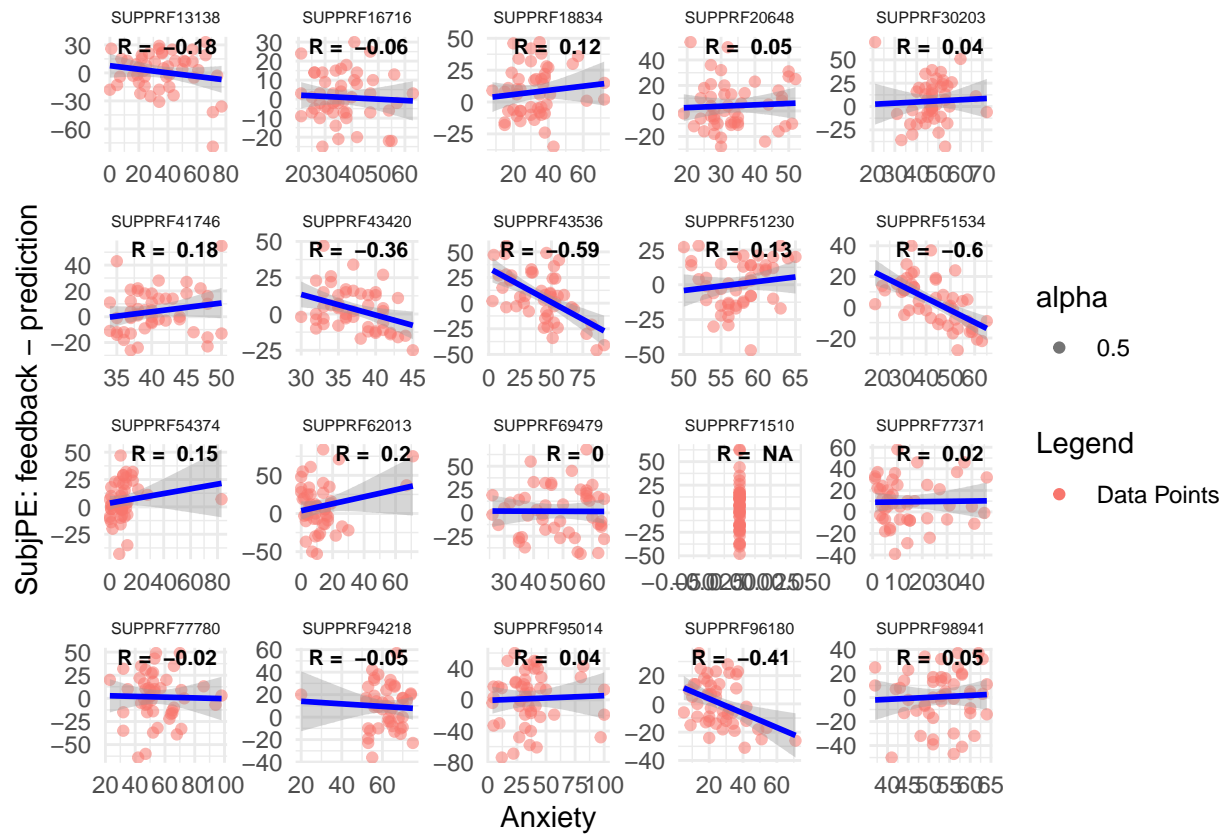 SUPPRF13138 SUPPRF16716 SUPPRF18834 SUPPRF20648 SUPPRF30203
R = −0.18 R = −0.06 R = 0.12 R = 0.05 R = 0.04
30 0 −30 −60
30 20 10 0 −10 −20
50 25 0 −25
40 20 0 −20
50 25 0 −25
0 20 40 60 80
20 30 40 50 60
20 40 60
20 30 40 50
20 30 40 50 60 70
SUPPRF41746 SUPPRF43420 SUPPRF43536 SUPPRF51230 SUPPRF51534
R = 0.18 R = −0.36 R = −0.59 R = 0.13 R = −0.6
40 20 0 −20
50 25 0 −25
50 25 0 −25 −50
25 0 −25 −50
40 20 0 −20
35 40 45 50
30 35 40 45
0 25 50 75
50 55 60 65
20 30 40 50 60
SUPPRF54374 SUPPRF62013 SUPPRF69479 SUPPRF71510 SUPPRF77371
R = 0.15 R = 0.2 R = 0 R = NA R = 0.02
50 25 0 −25
50 0 −50
50 25 0 −25
50 25 0 −25 −50
60 40 20 0 −20 −40
0 20 40 60 80
0 20 40 60
30 40 50 60 70
−0.050 −0.025 0.000 0.025 0.050
0 10 20 30 40
SUPPRF77780 SUPPRF94218 SUPPRF95014 SUPPRF96180 SUPPRF98941
R = −0.02 R = −0.05 R = 0.04 R = −0.41 R = 0.05
50 25 0 −25 −50
60 40 20 0 −20 −40
40 0 −40 −80
20 0 −20 −40
20 0 −20 −40
20 40 60 80 100
20 40 60
0 25 50 75 100
20 40 60
40 45 50 55 60 65
Anxiety
SubjPE: feedback − prediction
alpha
0.5
Legend
Data Points